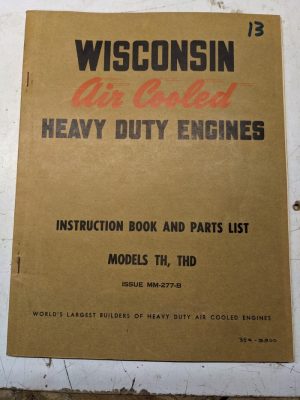 13
WISCONSIN
Air Cooled
HEAVY DUTY ENGINES
INSTRUCTION BOOK AND PARTS LIST
MODELS TH, THD
ISSUE MM-277-B
WORLD'S LARGEST BUILDERS OF HEAVY DUTY AIR COOLED ENGINES